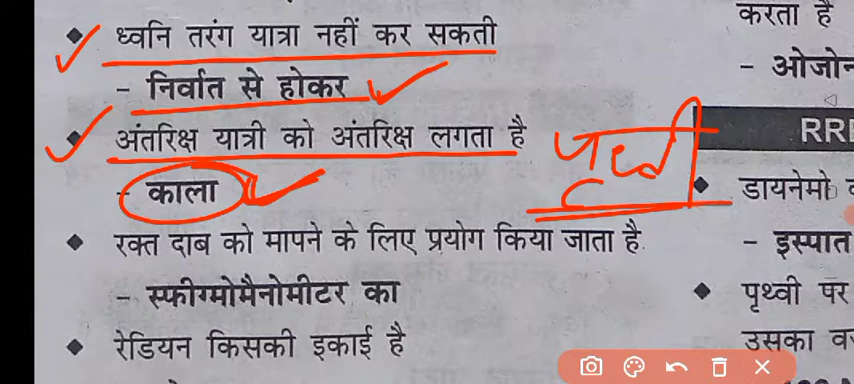 ध्वनि तरंग यात्रा नहीं कर सकती
- निर्वात से होकर
अंतरिक्ष यात्री को अंतरिक्ष लगता है
- काला
रक्त दाब को मापने के लिए प्रयोग किया जाता है
- स्फीग्मोमैनोमीटर का
रेडियन किसकी इकाई है
करता है
- ओजोन
RR
डायनेमो
- इस्पात
पृथ्वी पर
उसका